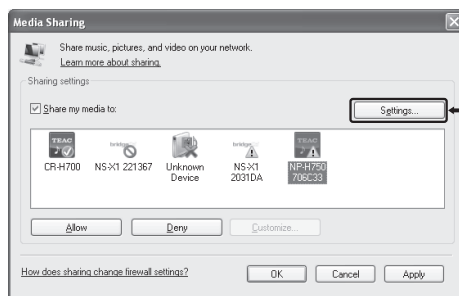 Media Sharing
Share music, pictures, and video on your network.
Learn more about sharing.
Sharing settings
Share my media to:
Settings...
TEAC
bridge
bridge
TEAC
CR-H700
NS-X1 221367
Unknown
Device
NS-X1
2031DA
NP-H750
706C33
Allow
Deny
Customize...
How does sharing change firewall settings?
OK
Cancel
Apply